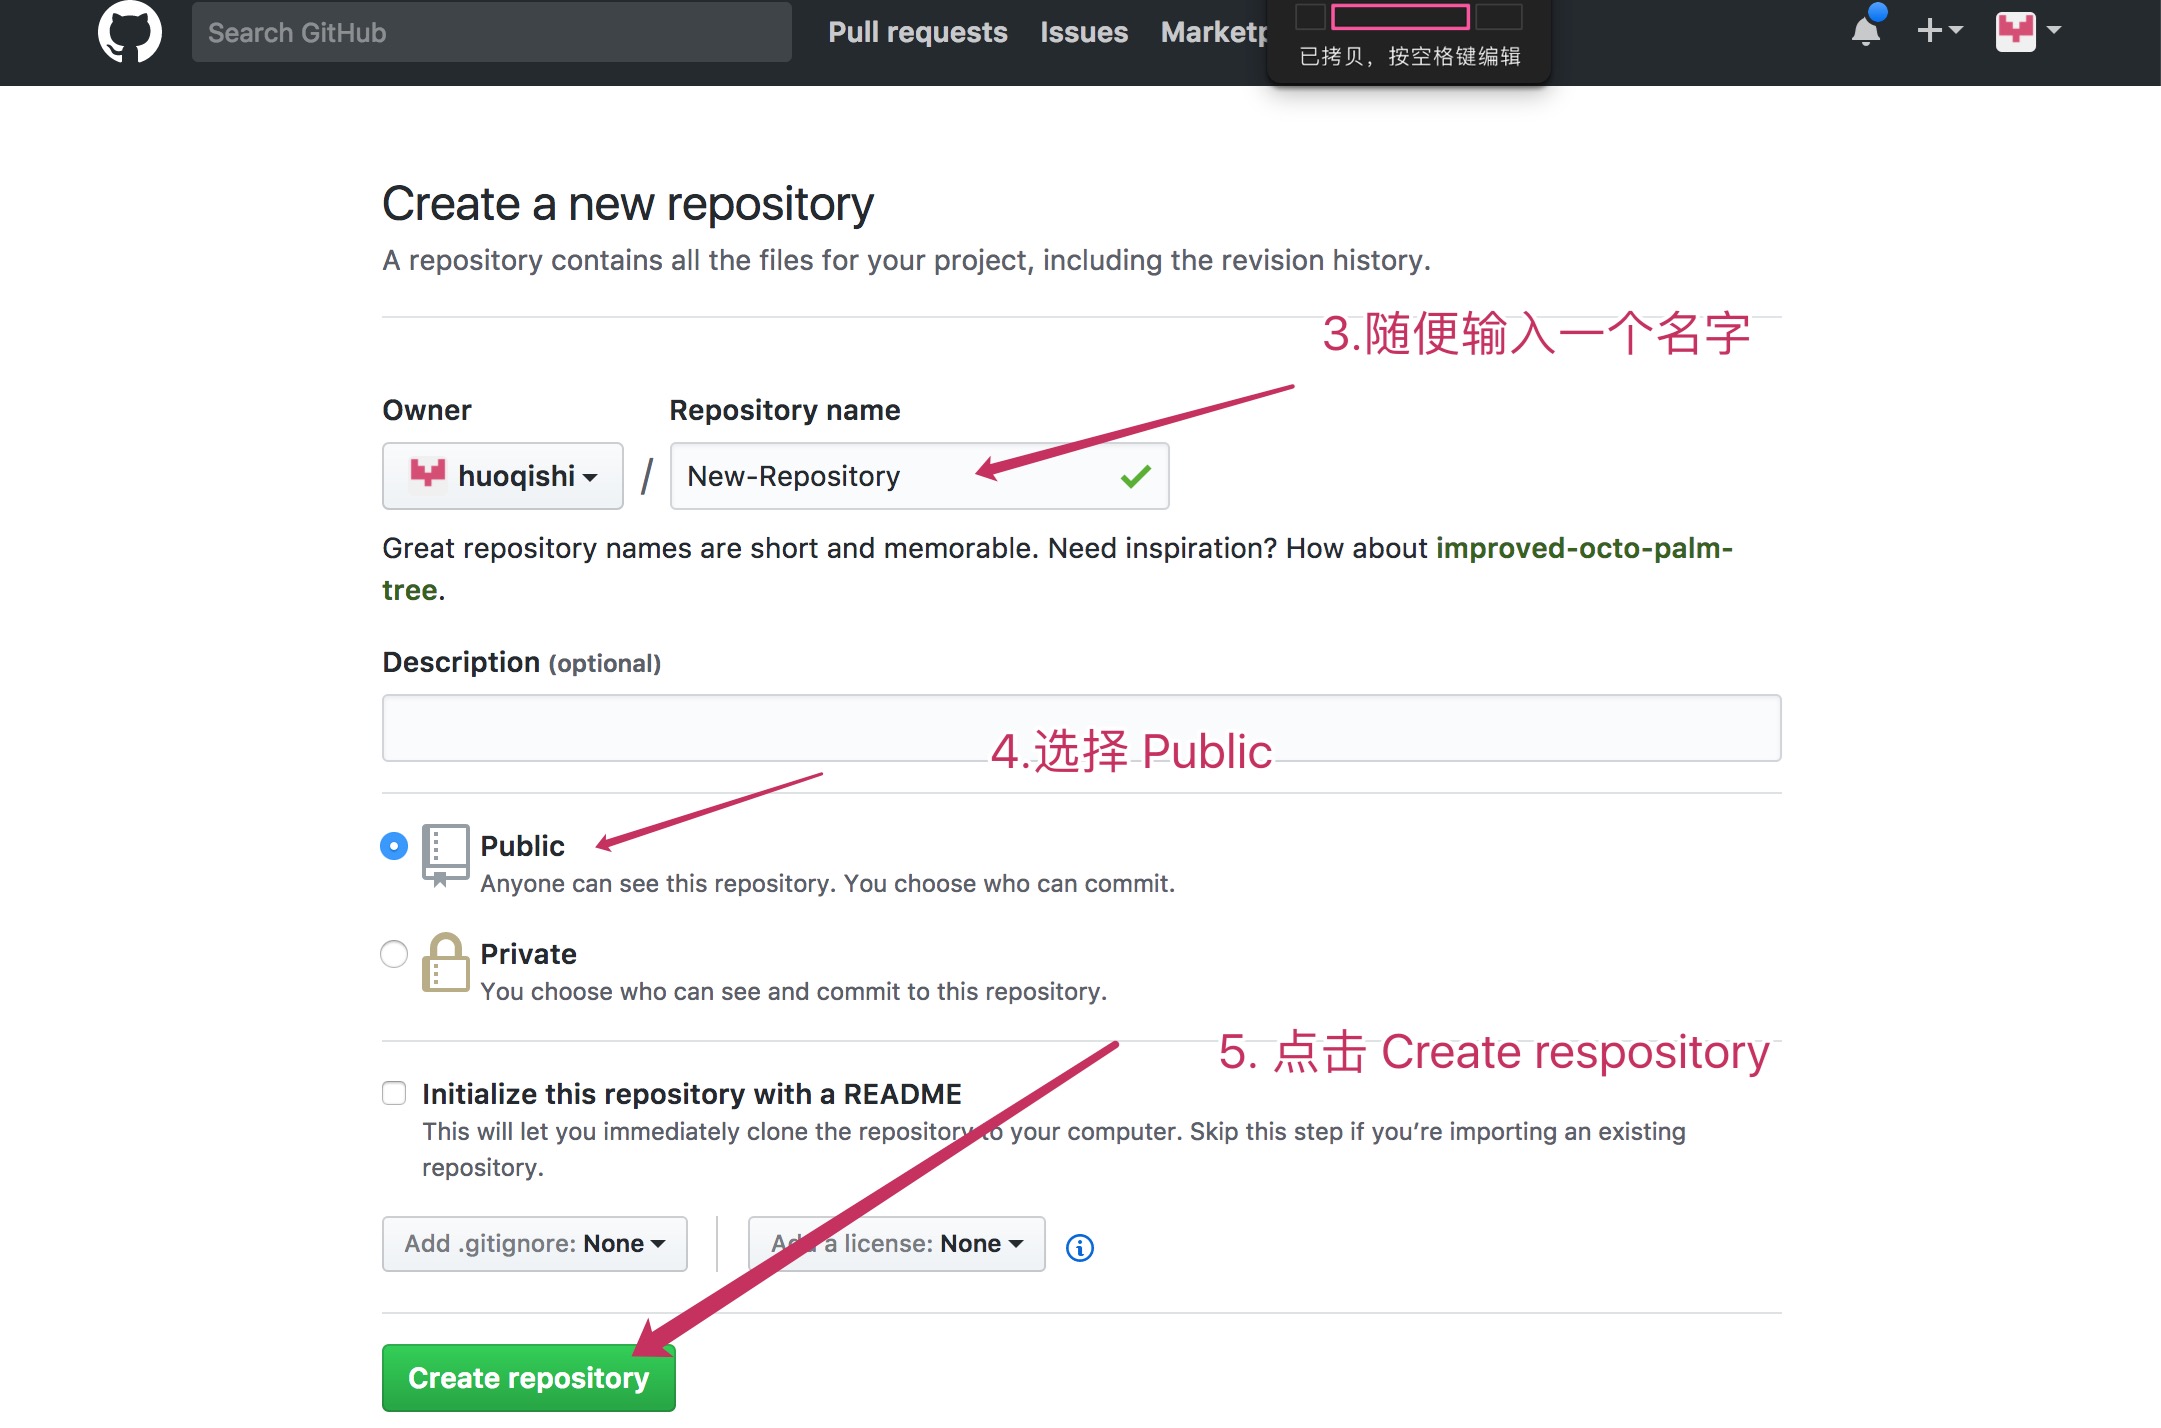 Search GitHub
Pull requests Issues Marketp
已拷贝，按空格键编辑
Create a new repository
A repository contains all the files for your project, including the revision history.
3.随便输入一个名字
Owner
Repository name
huoqishi / New-Repository
Great repository names are short and memorable. Need inspiration? How about improved-octo-palm-
tree.
Description (optional)
4.选择 Public
Public
Anyone can see this repository. You choose who can commit.
Private
You choose who can see and commit to this repository.
5. 点击 Create respository
Initialize this repository with a README
This will let you immediately clone the repository to your computer. Skip this step if you’re importing an existing
repository.
Add .gitignore: None
Add a license: None
Create repository